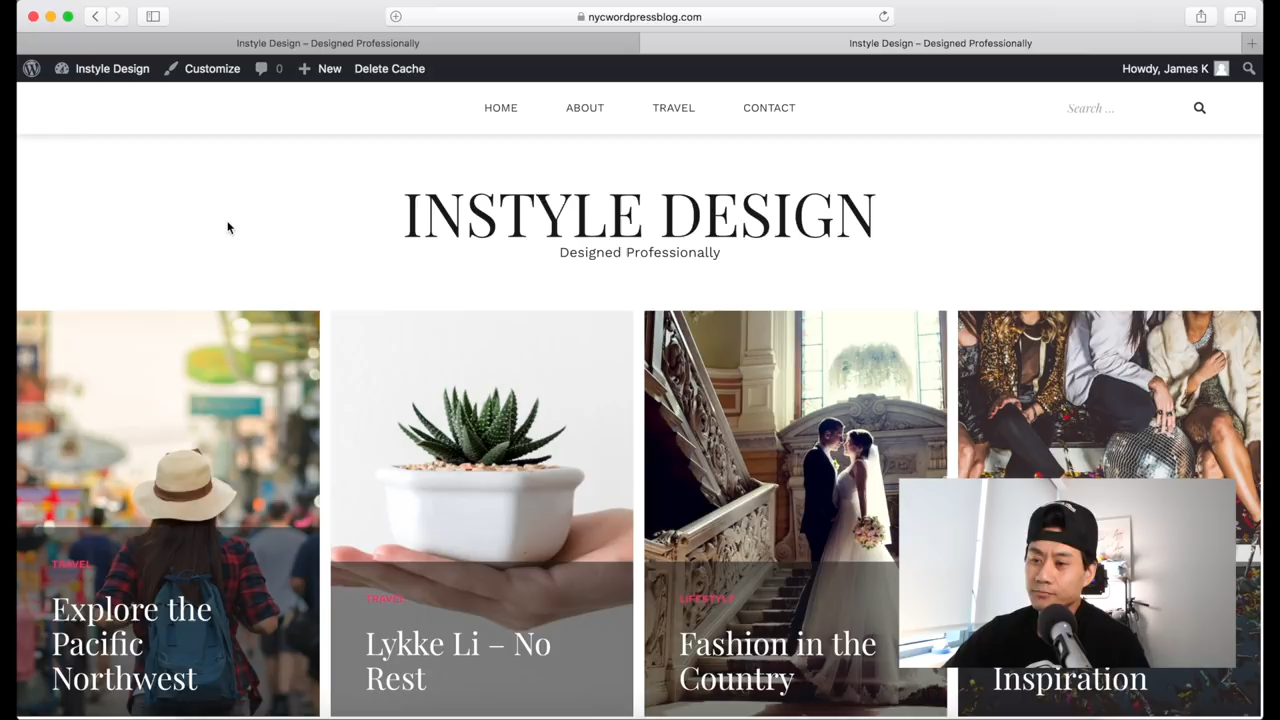 nycwordpressblog.com
Instyle Design – Designed Professionally
Instyle Design – Designed Professionally
Instyle Design
Customize
0
New
Delete Cache
Howdy, James K
HOME
ABOUT
TRAVEL
CONTACT
Search ...
INSTYLE DESIGN
Designed Professionally
TRAVEL
Explore the
Pacific
Northwest
TRAVEL
Lykke Li – No
Rest
LIFESTYLE
Fashion in the
Country
Inspiration